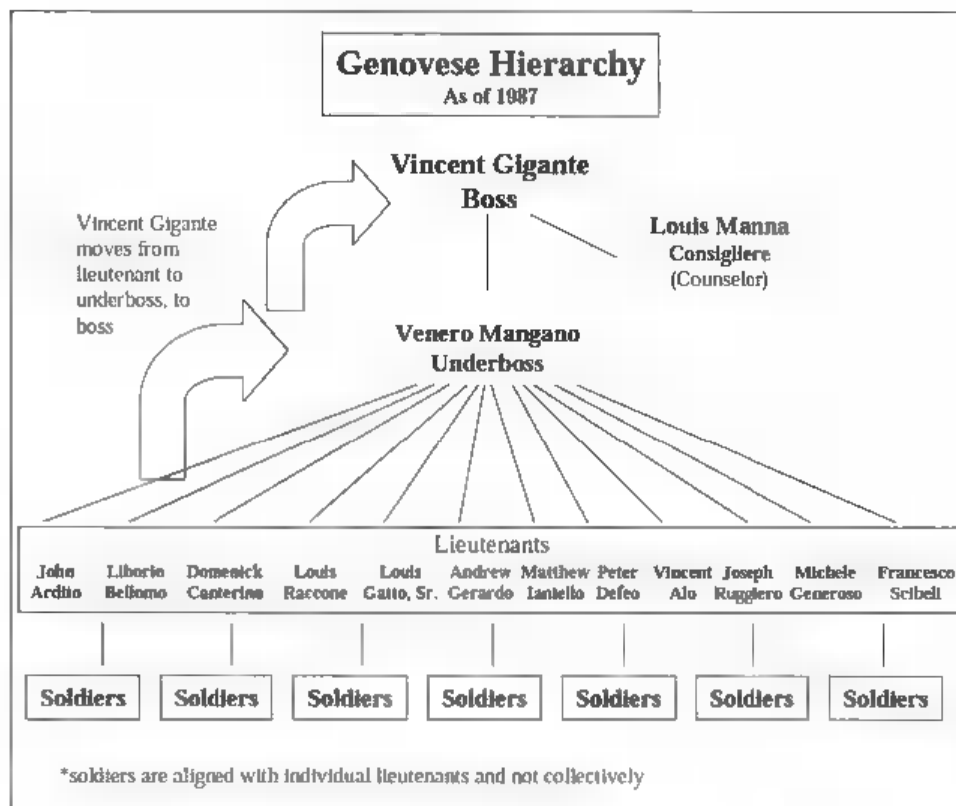 Genovese Hierarchy
As of 1987
Vincent Gigante
Boss
Vincent Gigante
moves from
lieutenant to
underboss, to
boss
Louis Manna
Consigliere
(Counselor)
Venero Mangano
Underboss
Lieutenants
John Liborio Domenick Louis Louis Andrew Matthew Peter Vincent Joseph Michele Francesco
Ardito Bellomo Canterino Raccone Gatto, Sr. Gerardo Ianiello Defeo Alo Ruggiero Generoso Scibeli
Soldiers Soldiers Soldiers Soldiers Soldiers Soldiers Soldiers
*soldiers are aligned with individual lieutenants and not collectively